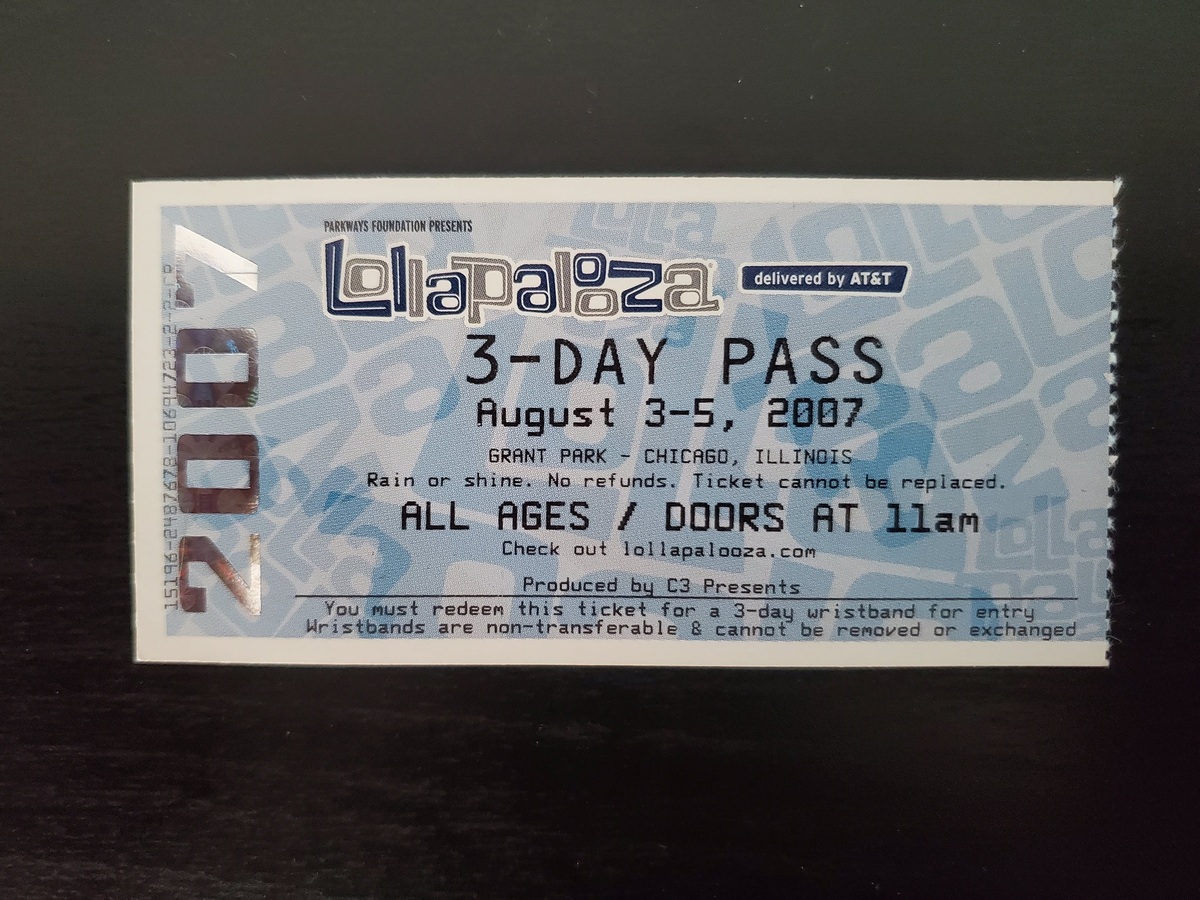 PARKWAYS FOUNDATION PRESENTS
Lollapalooza
delivered by AT&T
3-DAY PASS
August 3-5, 2007
GRANT PARK - CHICAGO, ILLINOIS
Rain or shine. No refunds. Ticket cannot be replaced.
ALL AGES / DOORS AT 11am
Check out lollapalooza.com
Produced by C3 Presents
You must redeem this ticket for a 3-day wristband for entry
Wristbands are non-transferable & cannot be removed or exchanged
2007